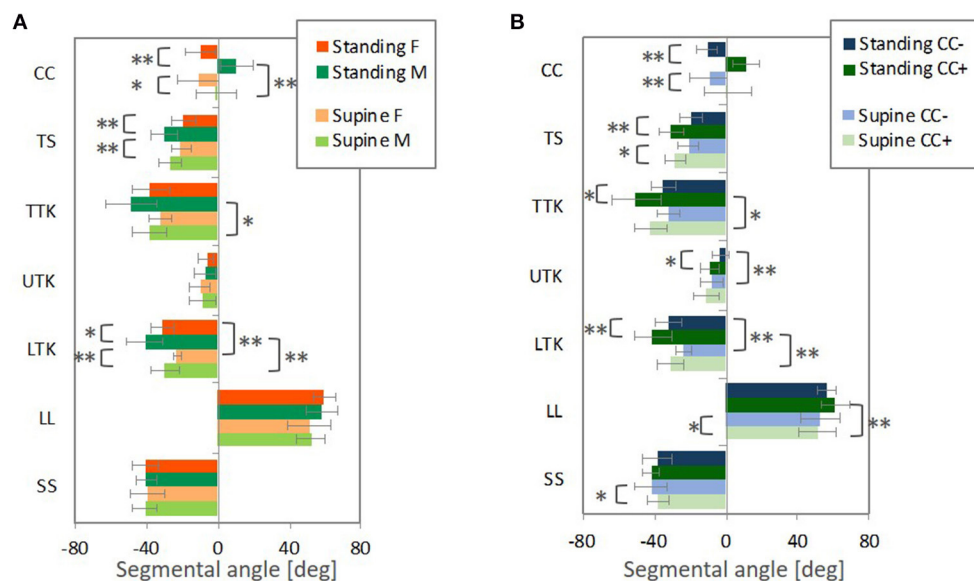 A
Standing F
Standing M
Supine F
Supine M
CC
TS
TTK
UTK
LTK
LL
SS
** * ** ** ** * * ** ** **
-80 -40 0 40 80
Segmental angle [deg]
B
Standing CC-
Standing CC+
Supine CC-
Supine CC+
CC
TS
TTK
UTK
LTK
LL
SS
** ** ** * * * * ** ** ** ** * ** *
-80 -40 0 40 80
Segmental angle [deg]